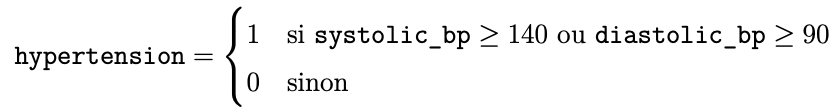 1 si systolic_bp ≥ 140 ou diastolic_bp ≥ 90
hypertension =
0 sinon